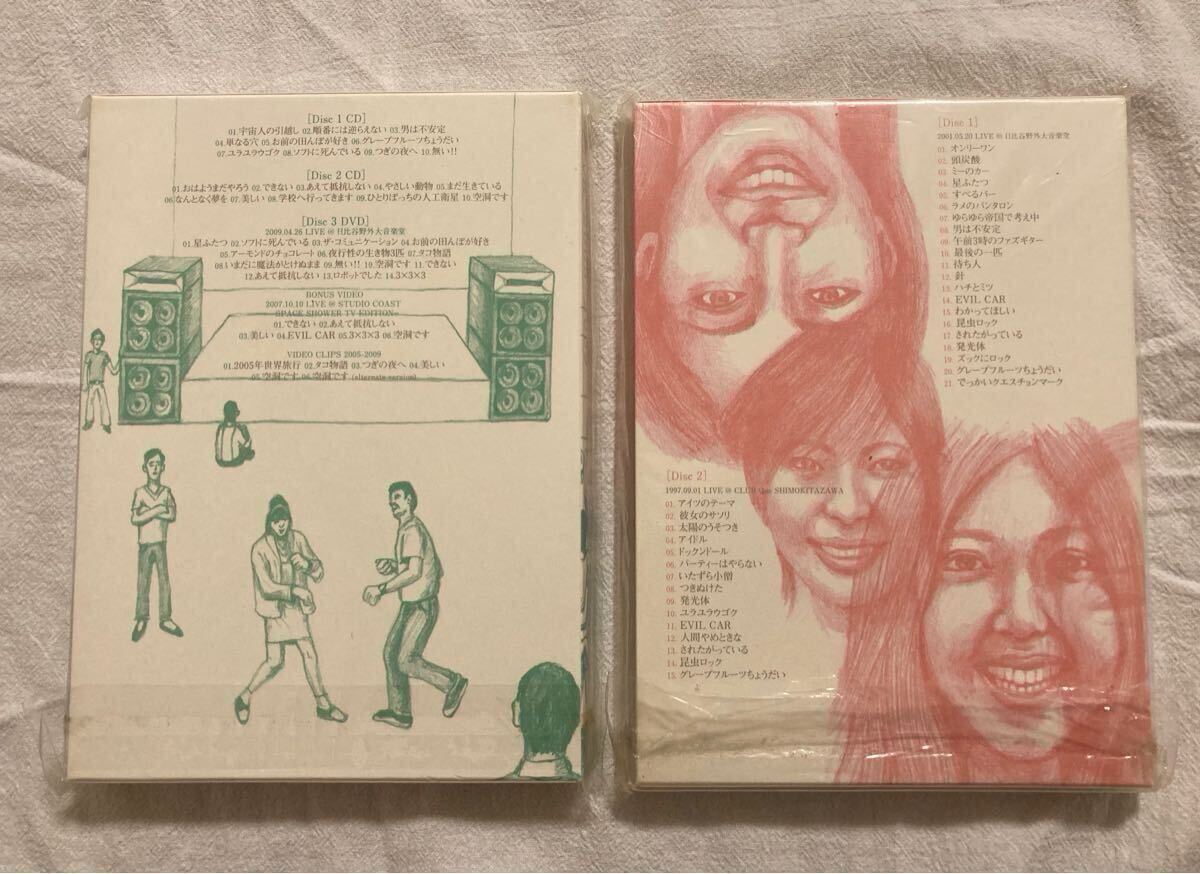 [Disc 1 CD]
01.宇宙人の引越し 02.順番には逆らえない 03.男は不安定
04.単なる穴 05.お前の田んぼが好き 06.グレープフルーツちょうだい
07.ユラユラウゴク 08.ソフトに死んでいる 09.つぎの夜へ 10.無い!!
[Disc 2 CD]
01.おはようまだやろう 02.できない 03.あえて抵抗しない 04.やさしい動物 05.まだ生きている
06.なんとなく夢を 07.美しい 08.学校へ行ってきます 09.ひとりぼっちの人工衛星 10.空洞です
[Disc 3 DVD]
2009.04.26 LIVE @ 日比谷野外大音楽堂
01.星ふたつ 02.ソフトに死んでいる 03.ザ・コミュニケーション 04.お前の田んぼが好き
05.アーモンドのチョコレート 06.夜行性の生き物3匹 07.タコ物語
08.いまだに魔法がとけぬまま 09.無い!! 10.空洞です 11.できない
12.あえて抵抗しない 13.ロボットでした 14.3×3×3
BONUS VIDEO
2007.10.10 LIVE @ STUDIO COAST
~SPACE SHOWER TV EDITION~
01.できない 02.あえて抵抗しない
03.美しい 04.EVIL CAR 05.3×3×3 06.空洞です
VIDEO CLIPS 2005-2009
01.2005年世界旅行 02.タコ物語 03.つぎの夜へ 04.美しい
05.空洞です 06.空洞です (alternate version)
[Disc 1]
2001.05.20 LIVE @ 日比谷野外大音楽堂
01. オンリーワン
02. 頭炭酸
03. ミーのカー
04. 星ふたつ
05. すべるバー
06. ラメのパンタロン
07. ゆらゆら帝国で考え中
08. 男は不安定
09. 午前3時のファズギター
10. 最後の一匹
11. 待ち人
12. 針
13. ハチとミツ
14. EVIL CAR
15. わかってほしい
16. 昆虫ロック
17. されたがっている
18. 発光体
19. ズックにロック
20. グレープフルーツちょうだい
21. でっかいクエスチョンマーク
[Disc 2]
1997.09.01 LIVE @ CLUB Que SHIMOKITAZAWA
01. アイツのテーマ
02. 彼女のサソリ
03. 太陽のうそつき
04. アイドル
05. ドックンドール
06. パーティーはやらない
07. いたずら小僧
08. つきぬけた
09. 発光体
10. ユラユラウゴク
11. EVIL CAR
12. 人間やめときな
13. されたがっている
14. 昆虫ロック
15. グレープフルーツちょうだい